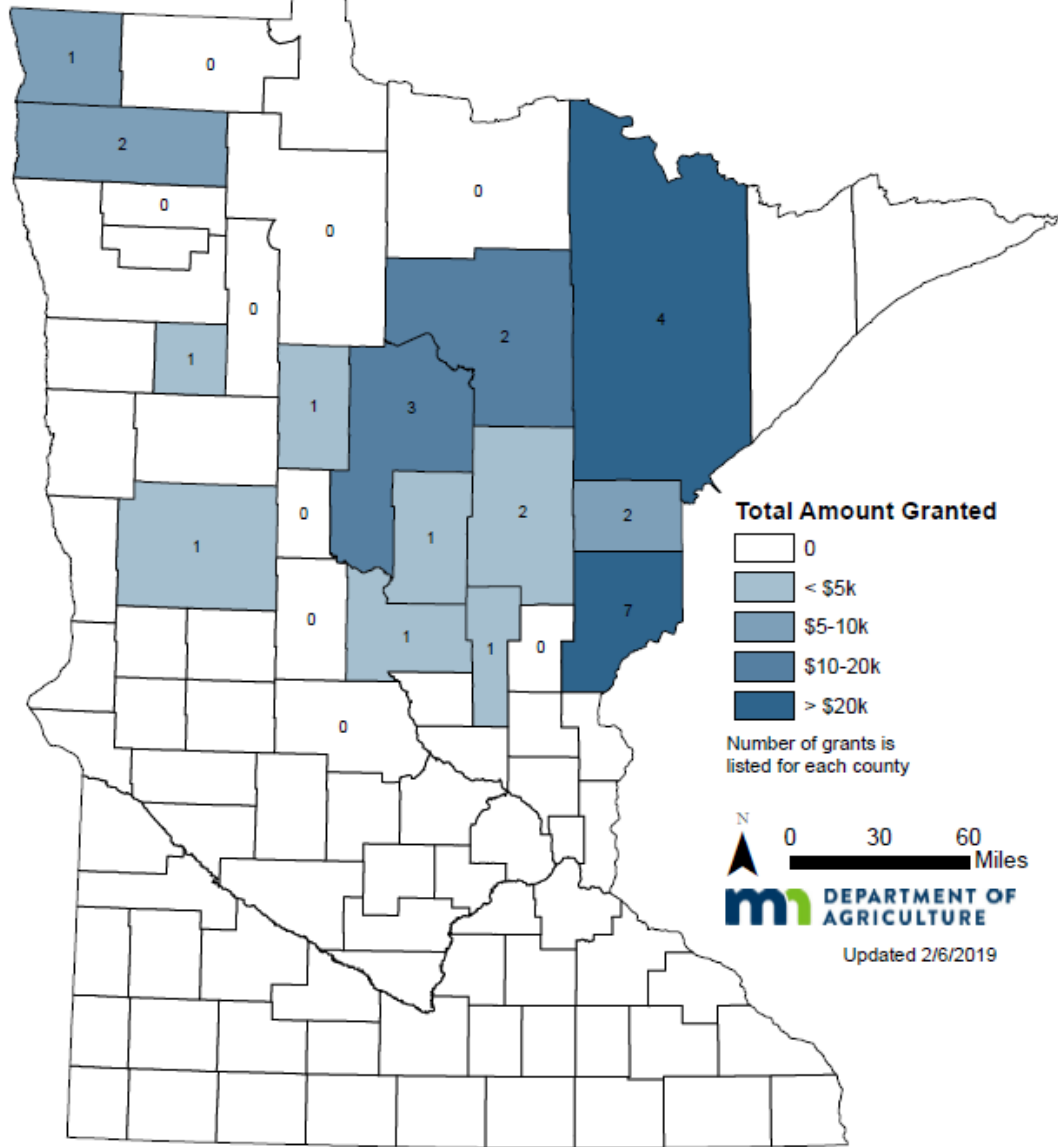 1
0
2
0
0
0
0
4
2
1
1
3
0
2
2
1
1
0
7
1
1
0
0
Total Amount Granted
0
< $5k
$5-10k
$10-20k
> $20k
Number of grants is
listed for each county
N
0 30 60
Miles
mn DEPARTMENT OF
AGRICULTURE
Updated 2/6/2019